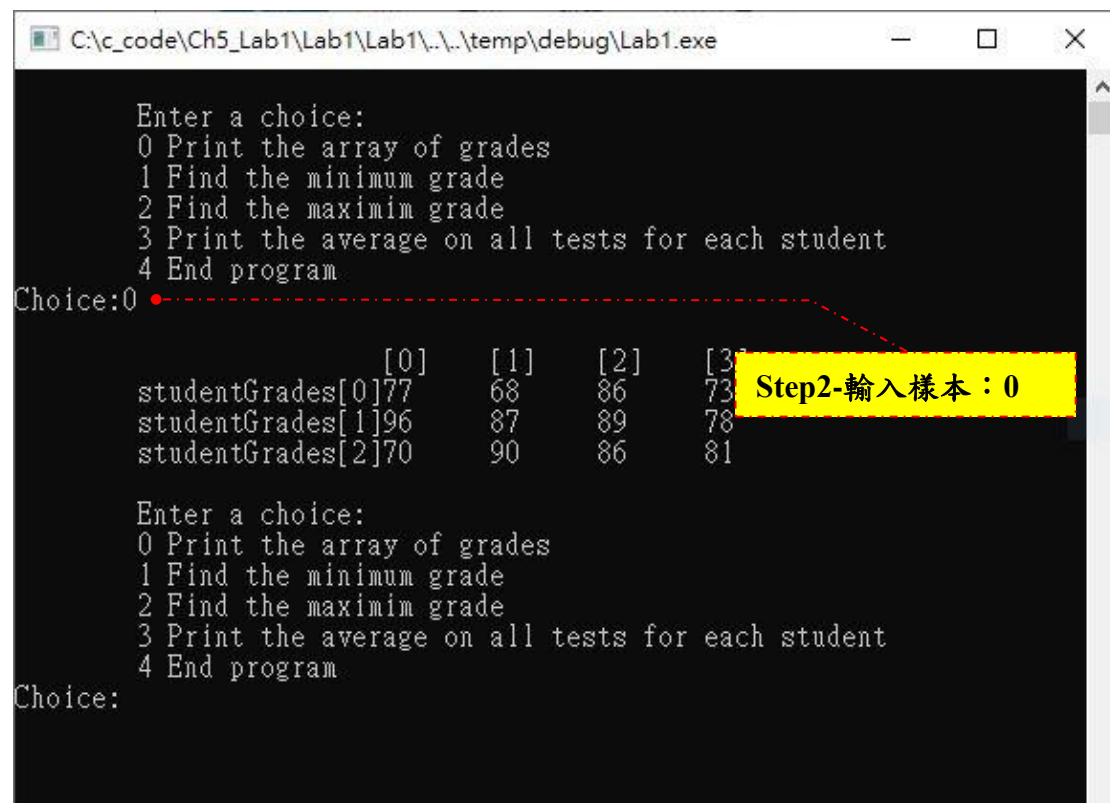 C:\c_code\Ch5_Lab1\Lab1\Lab1\..\..\temp\debug\Lab1.exe
Enter a choice:
0 Print the array of grades
1 Find the minimum grade
2 Find the maximim grade
3 Print the average on all tests for each student
4 End program
Choice:0
[0] [1] [2] [3]
studentGrades[0]77 68 86 73
studentGrades[1]96 87 89 78
studentGrades[2]70 90 86 81
Step2-輸入樣本：0
Enter a choice:
0 Print the array of grades
1 Find the minimum grade
2 Find the maximim grade
3 Print the average on all tests for each student
4 End program
Choice: